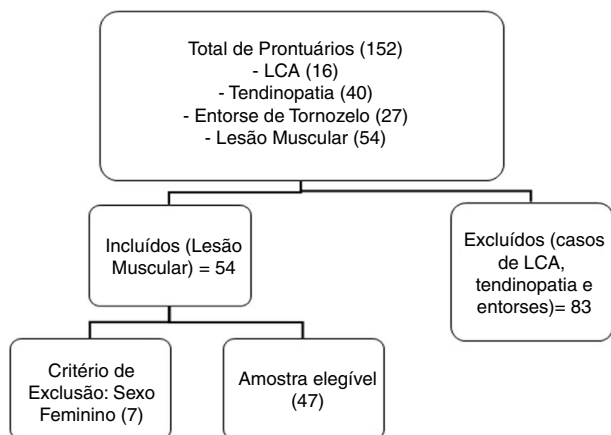 Total de Prontuários (152)
- LCA (16)
- Tendinopatia (40)
- Entorse de Tornozelo (27)
- Lesão Muscular (54)
Incluídos (Lesão
Muscular) = 54
Excluídos (casos
de LCA,
tendinopatia e
entorses)= 83
Critério de
Exclusão: Sexo
Feminino (7)
Amostra elegível
(47)